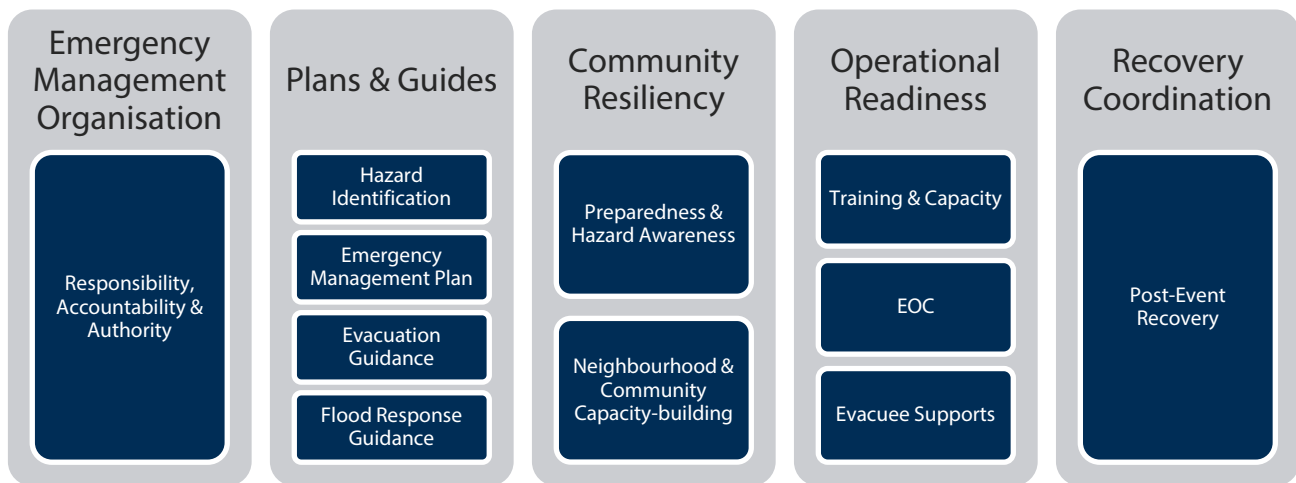 Emergency
Management
Organisation
Responsibility,
Accountability &
Authority
Plans & Guides
Hazard
Identification
Emergency
Management Plan
Evacuation
Guidance
Flood Response
Guidance
Community
Resiliency
Preparedness &
Hazard Awareness
Neighbourhood &
Community
Capacity-building
Operational
Readiness
Training & Capacity
EOC
Evacuee Supports
Recovery
Coordination
Post-Event
Recovery